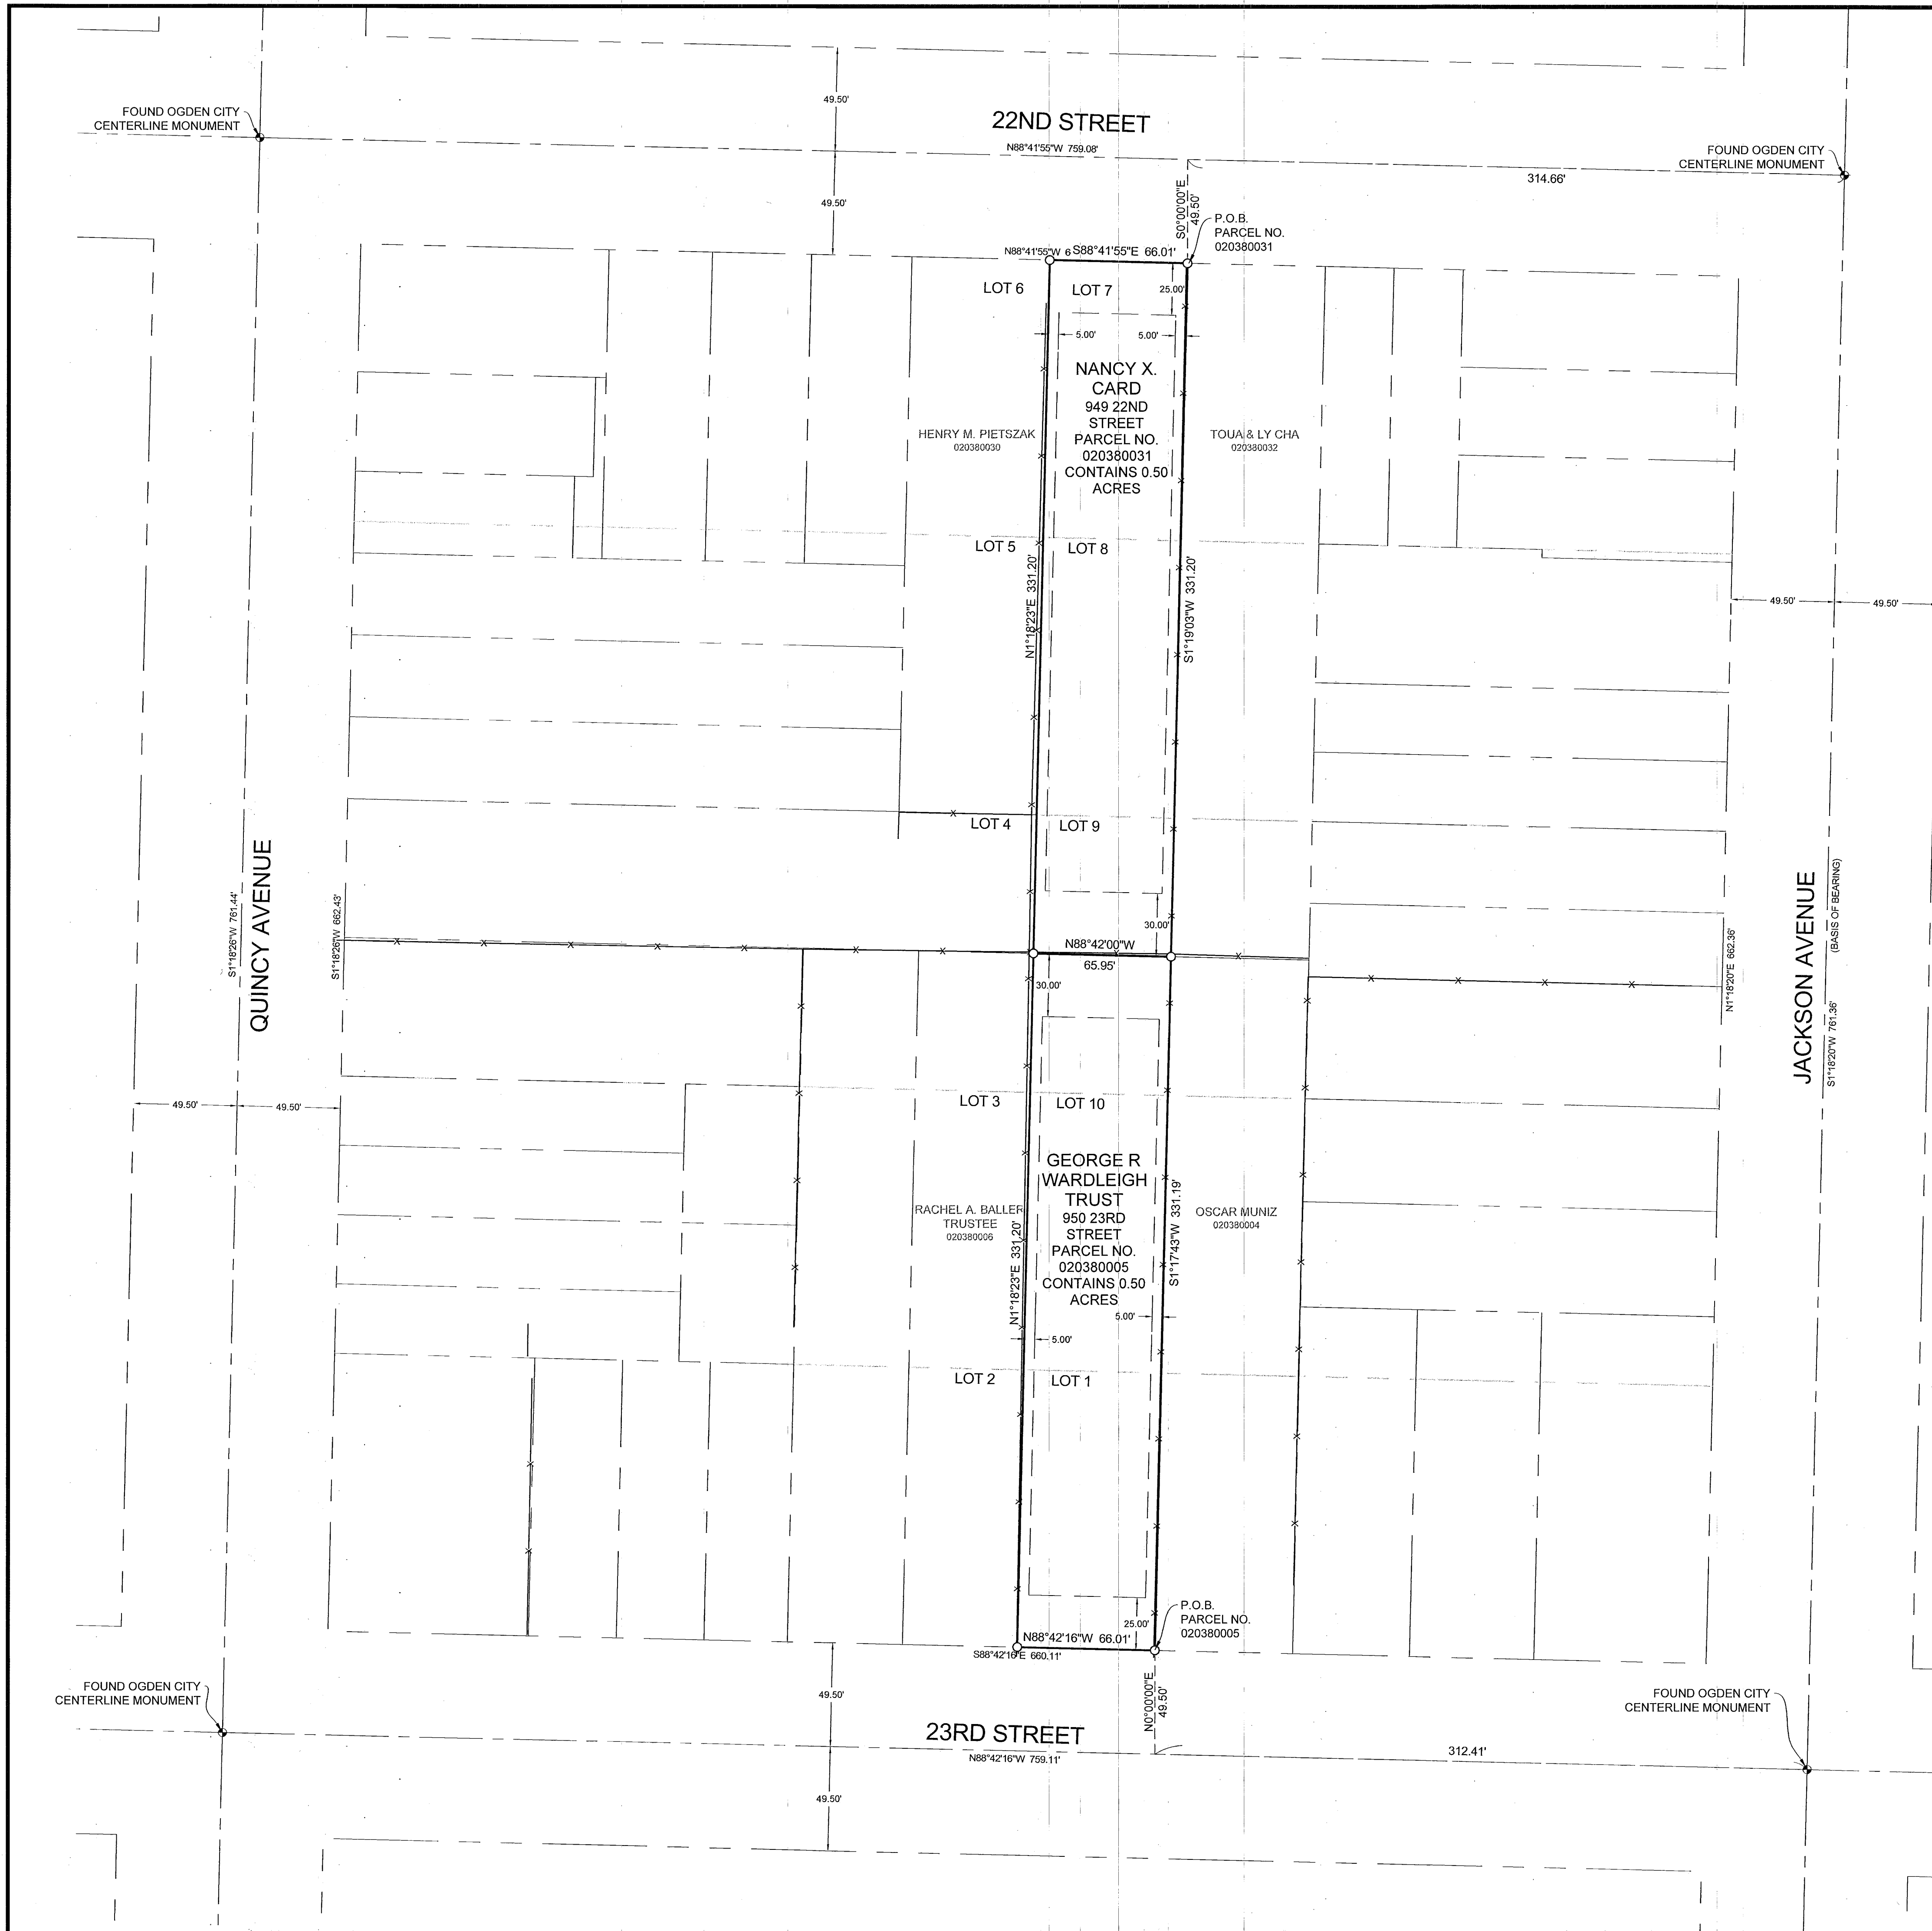 FOUND OGDEN CITY
CENTERLINE MONUMENT
49.50'
22ND STREET
N88°41'55"W 759.08'
FOUND OGDEN CITY
CENTERLINE MONUMENT
314.66'
49.50'
S0°00'00"E
49.50'
P.O.B.
PARCEL NO.
020380031
N88°41'55"W 6
S88°41'55"E 66.01'
LOT 6
LOT 7
25.00'
5.00'
5.00'
NANCY X.
CARD
949 22ND
STREET
PARCEL NO.
020380031
CONTAINS 0.50
ACRES
HENRY M. PIETSZAK
020380030
TOUA & LY CHA
020380032
LOT 5
LOT 8
N1°18'23"E 331.20'
S1°19'03"W 331.20'
49.50'
49.50'
LOT 4
LOT 9
QUINCY AVENUE
S1°18'26"W 761.44'
S1°18'26"W 662.43'
30.00'
N88°42'00"W
65.95'
30.00'
N1°18'20"E 662.36'
JACKSON AVENUE
(BASIS OF BEARING)
S1°18'20"W 761.36'
49.50'
49.50'
LOT 3
LOT 10
GEORGE R
WARDLEIGH
TRUST
950 23RD
STREET
PARCEL NO.
020380005
CONTAINS 0.50
ACRES
RACHEL A. BALLER
TRUSTEE
020380006
OSCAR MUNIZ
020380004
N1°18'23"E 331.20'
S1°17'43"W 331.19'
5.00'
5.00'
LOT 2
LOT 1
25.00'
P.O.B.
PARCEL NO.
020380005
N88°42'16"W 66.01'
S88°42'16"E 660.11'
FOUND OGDEN CITY
CENTERLINE MONUMENT
49.50'
N0°00'00"E
49.50'
FOUND OGDEN CITY
CENTERLINE MONUMENT
23RD STREET
N88°42'16"W 759.11'
312.41'
49.50'